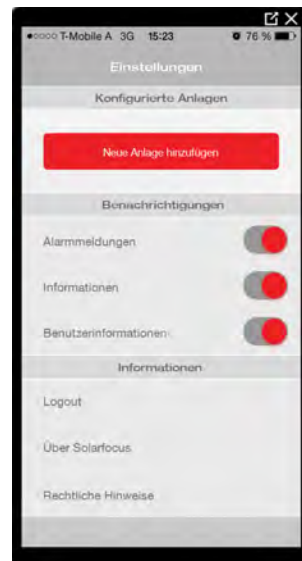 T-Mobile A 3G 15:23 76 %
Einstellungen
Konfigurierte Anlagen
Neue Anlage hinzufügen
Benachrichtigungen
Alarmmeldungen
Informationen
Benutzerinformationen
Informationen
Logout
Über Solarfocus
Rechtliche Hinweise